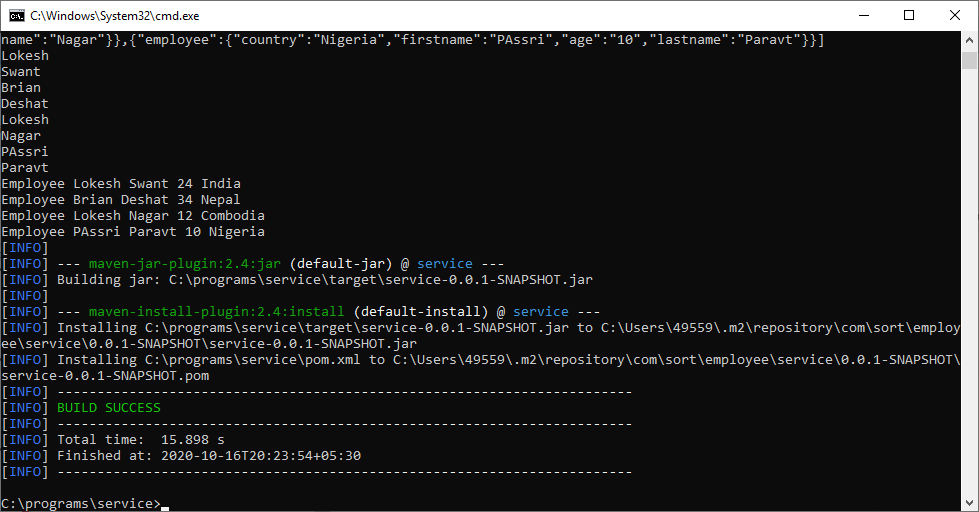 C:\Windows\System32\cmd.exe
name":"Nagar"}},{"employee":{"country":"Nigeria","firstname":"PAssri","age":"10","lastname":"Paravt"}}]
Lokesh
Swant
Brian
Deshat
Lokesh
Nagar
PAssri
Paravt
Employee Lokesh Swant 24 India
Employee Brian Deshat 34 Nepal
Employee Lokesh Nagar 12 Combodia
Employee PAssri Paravt 10 Nigeria
[INFO]
[INFO] --- maven-jar-plugin:2.4:jar (default-jar) @ service ---
[INFO] Building jar: C:\programs\service\target\service-0.0.1-SNAPSHOT.jar
[INFO]
[INFO] --- maven-install-plugin:2.4:install (default-install) @ service ---
[INFO] Installing C:\programs\service\target\service-0.0.1-SNAPSHOT.jar to C:\Users\49559\.m2\repository\com\sort\employ
ee\service\0.0.1-SNAPSHOT\service-0.0.1-SNAPSHOT.jar
[INFO] Installing C:\programs\service\pom.xml to C:\Users\49559\.m2\repository\com\sort\employee\service\0.0.1-SNAPSHOT\
service-0.0.1-SNAPSHOT.pom
[INFO] ------------------------------------------------------------------------
[INFO] BUILD SUCCESS
[INFO] ------------------------------------------------------------------------
[INFO] Total time:  15.898 s
[INFO] Finished at: 2020-10-16T20:23:54+05:30
[INFO] ------------------------------------------------------------------------
C:\programs\service>